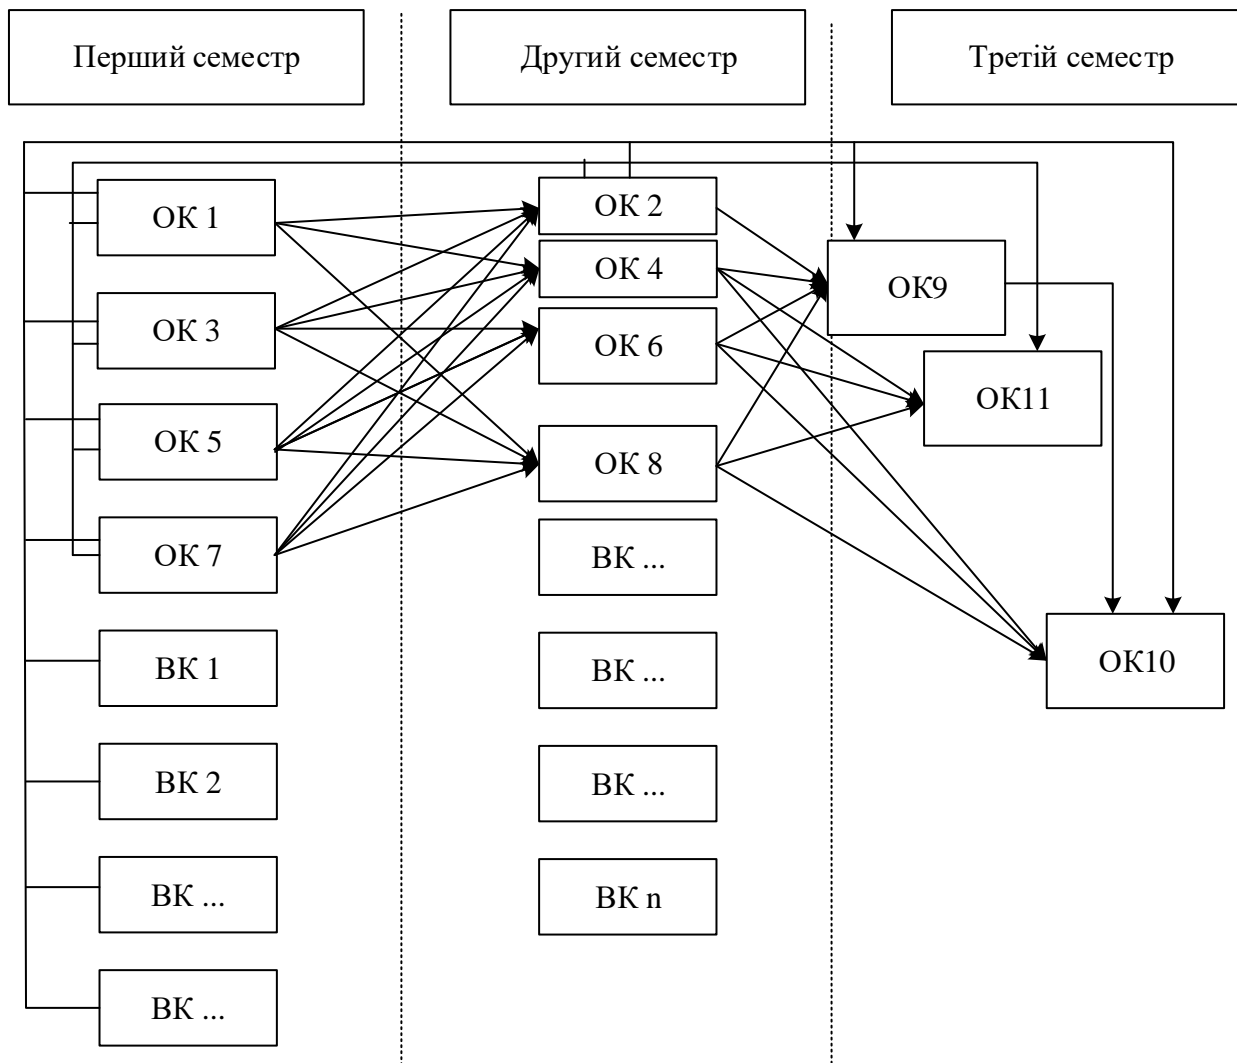 Перший семестр
Другий семестр
Третій семестр
ОК 1
ОК 3
ОК 5
ОК 7
ВК 1
ВК 2
ВК ...
ВК ...
ОК 2
ОК 4
ОК 6
ОК 8
ВК ...
ВК ...
ВК ...
ВК n
ОК9
ОК11
ОК10